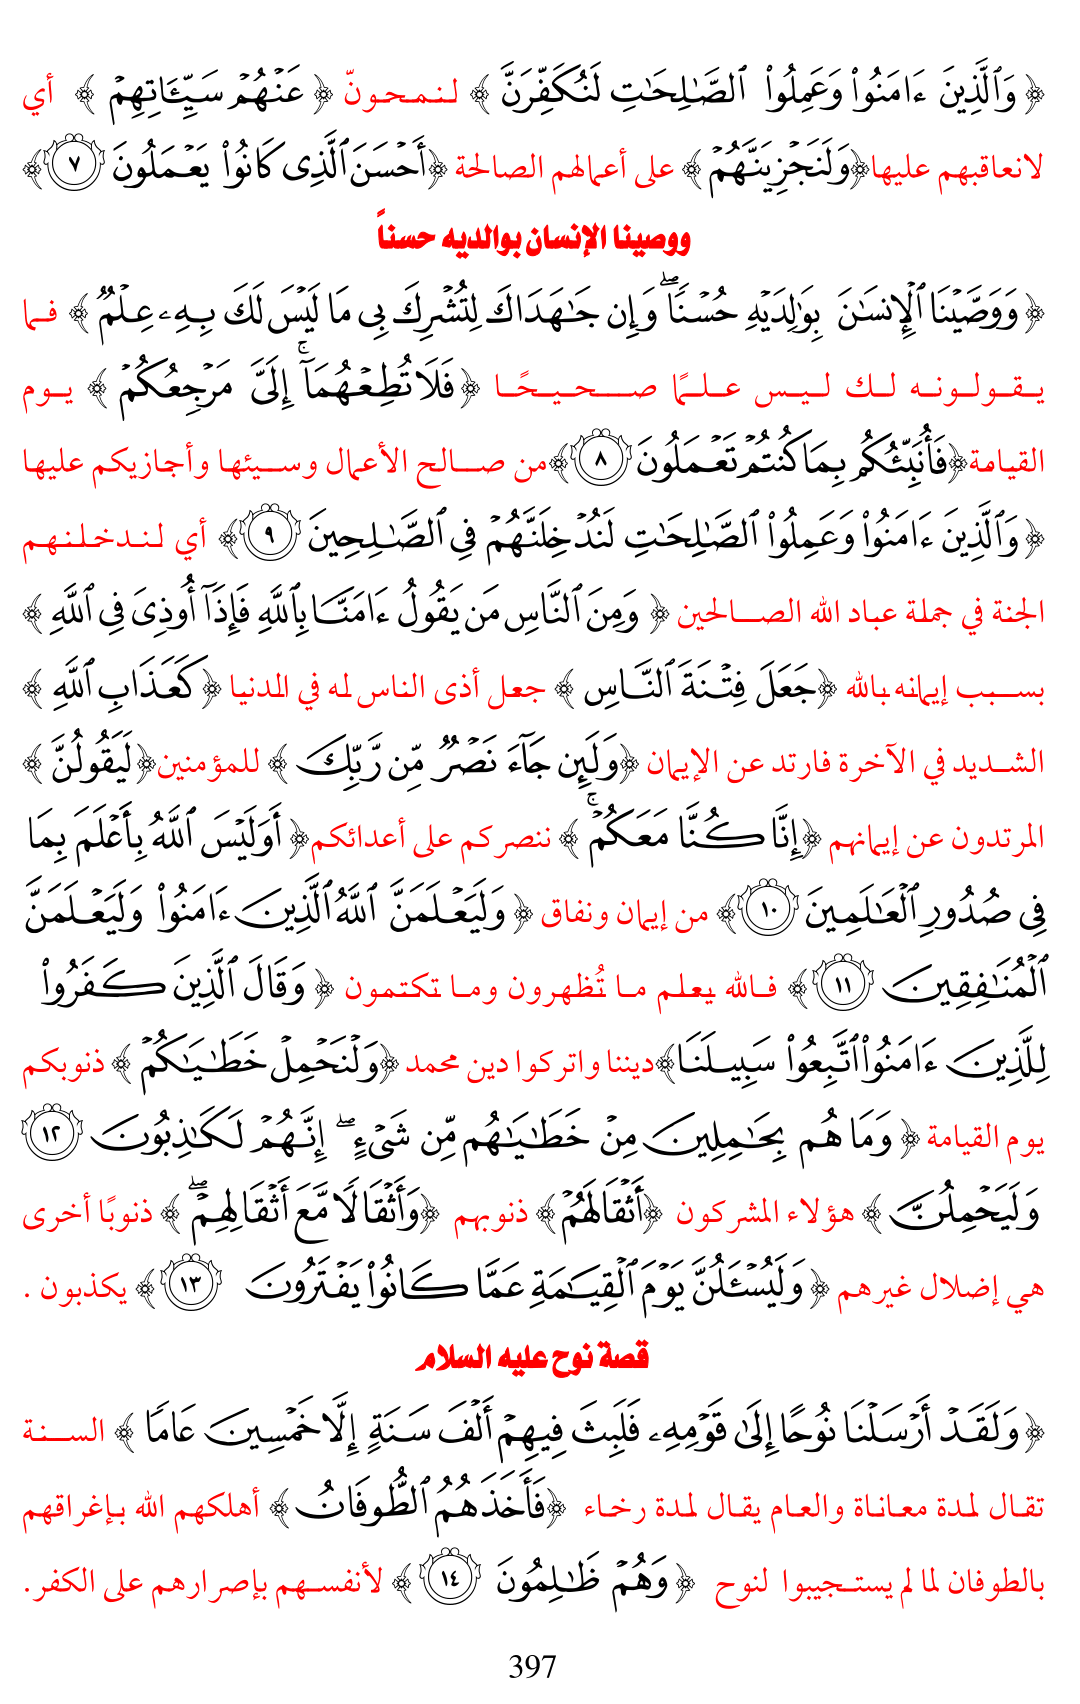 ﴿ وَٱلَّذِينَ ءَامَنُوا۟ وَعَمِلُوا۟ ٱلصَّـٰلِحَـٰتِ لَنُكَفِّرَنَّ ﴾ لنمحونّ ﴿ عَنْهُمْ سَيِّـَٔاتِهِمْ ﴾ أي
لانعاقبهم عليها﴿وَلَنَجْزِيَنَّهُمْ ﴾ على أعمالهم الصالحة ﴿أَحْسَنَ ٱلَّذِى كَانُوا۟ يَعْمَلُونَ ٧﴾
ووصينا الإنسان بوالديه حسناً
﴿ وَوَصَّيْنَا ٱلْإِنسَـٰنَ بِوَٰلِدَيْهِ حُسْنًا ۖ وَإِن جَـٰهَدَاكَ لِتُشْرِكَ بِى مَا لَيْسَ لَكَ بِهِۦ عِلْمٌ ﴾ فما
يقولونه لك ليس علمًا صحيحًا ﴿ فَلَا تُطِعْهُمَآ ۚ إِلَىَّ مَرْجِعُكُمْ ﴾ يوم
القيامة﴿فَأُنَبِّئُكُم بِمَا كُنتُمْ تَعْمَلُونَ ٨﴾من صالح الأعمال وسيئها وأجازيكم عليها
﴿ وَٱلَّذِينَ ءَامَنُوا۟ وَعَمِلُوا۟ ٱلصَّـٰلِحَـٰتِ لَنُدْخِلَنَّهُمْ فِى ٱلصَّـٰلِحِينَ ٩﴾ أي لندخلنهم
الجنة في جملة عباد الله الصالحين ﴿ وَمِنَ ٱلنَّاسِ مَن يَقُولُ ءَامَنَّا بِٱللَّهِ فَإِذَآ أُوذِىَ فِى ٱللَّهِ ﴾
بسبب إيمانه بالله ﴿جَعَلَ فِتْنَةَ ٱلنَّاسِ ﴾ جعل أذى الناس له في الدنيا ﴿كَعَذَابِ ٱللَّهِ ﴾
الشديد في الآخرة فارتد عن الإيمان ﴿وَلَئِن جَآءَ نَصْرٌ مِّن رَّبِّكَ ﴾ للمؤمنين﴿لَيَقُولُنَّ ﴾
المرتدون عن إيمانهم ﴿إِنَّا كُنَّا مَعَكُمْ ۚ ﴾ ننصركم على أعدائكم﴿ أَوَلَيْسَ ٱللَّهُ بِأَعْلَمَ بِمَا
فِى صُدُورِ ٱلْعَـٰلَمِينَ ١٠﴾ من إيمان ونفاق ﴿ وَلَيَعْلَمَنَّ ٱللَّهُ ٱلَّذِينَ ءَامَنُوا۟ وَلَيَعْلَمَنَّ
ٱلْمُنَـٰفِقِينَ ١١﴾ فالله يعلم ما تُظهرون وما تكتمون ﴿ وَقَالَ ٱلَّذِينَ كَفَرُوا۟
لِلَّذِينَ ءَامَنُوا۟ ٱتَّبِعُوا۟ سَبِيلَنَا﴾ديننا واتركوا دين محمد ﴿وَلْنَحْمِلْ خَطَـٰيَـٰكُمْ ﴾ ذنوبكم
يوم القيامة ﴿ وَمَا هُم بِحَـٰمِلِينَ مِنْ خَطَـٰيَـٰهُم مِّن شَىْءٍ ۖ إِنَّهُمْ لَكَـٰذِبُونَ ١٢
وَلَيَحْمِلُنَّ ﴾ هؤلاء المشركون ﴿أَثْقَالَهُمْ﴾ ذنوبهم ﴿وَأَثْقَالًا مَّعَ أَثْقَالِهِمْ ۖ ﴾ ذنوبًا أخرى
هي إضلال غيرهم ﴿ وَلَيُسْـَٔلُنَّ يَوْمَ ٱلْقِيَـٰمَةِ عَمَّا كَانُوا۟ يَفْتَرُونَ ١٣﴾ يكذبون .
قصة نوح عليه السلام
﴿ وَلَقَدْ أَرْسَلْنَا نُوحًا إِلَىٰ قَوْمِهِۦ فَلَبِثَ فِيهِمْ أَلْفَ سَنَةٍ إِلَّا خَمْسِينَ عَامًا ﴾ السنة
تقال لمدة معاناة والعام يقال لمدة رخاء ﴿فَأَخَذَهُمُ ٱلطُّوفَانُ ﴾ أهلكهم الله بإغراقهم
بالطوفان لما لم يستجيبوا لنوح ﴿ وَهُمْ ظَـٰلِمُونَ ١٤﴾ لأنفسهم بإصرارهم على الكفر.
397